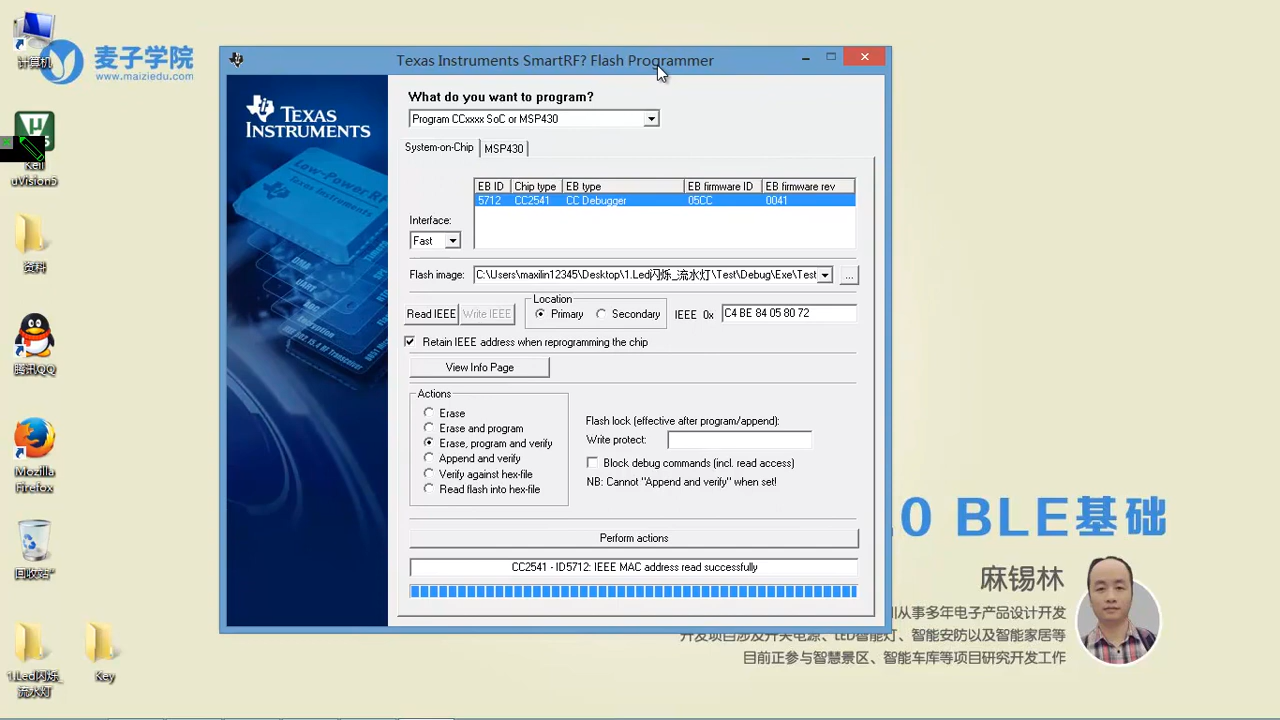 计算机
麦子学院
www.maiziedu.com
Keil
uVision5
资料
腾讯QQ
Mozilla
Firefox
回收站
1.Led闪烁_
流水灯
Key
Texas Instruments SmartRF? Flash Programmer
TEXAS
INSTRUMENTS
Low-Power RF
Texas Instruments
What do you want to program?
Program CCxxxx SoC or MSP430
System-on-Chip
MSP430
EB ID Chip type EB type EB firmware ID EB firmware rev
5712 CC2541 CC Debugger 05CC 0041
Interface:
Fast
Flash image: C:\Users\maxilin12345\Desktop\1.Led闪烁_流水灯\Test\Debug\Exe\Test ...
Read IEEE Write IEEE
Location
Primary Secondary
IEEE 0x C4 BE 84 05 80 72
Retain IEEE address when reprogramming the chip
View Info Page
Actions
Erase
Erase and program
Erase, program and verify
Append and verify
Verify against hex-file
Read flash into hex-file
Flash lock (effective after program/append):
Write protect:
Block debug commands (incl. read access)
NB: Cannot "Append and verify" when set!
Perform actions
CC2541 - ID5712: IEEE MAC address read successfully
.0 BLE基础
麻锡林
从事多年电子产品设计开发
开发项目涉及开关电源、LED智能灯、智能安防以及智能家居等
目前正参与智慧景区、智能车库等项目研究开发工作